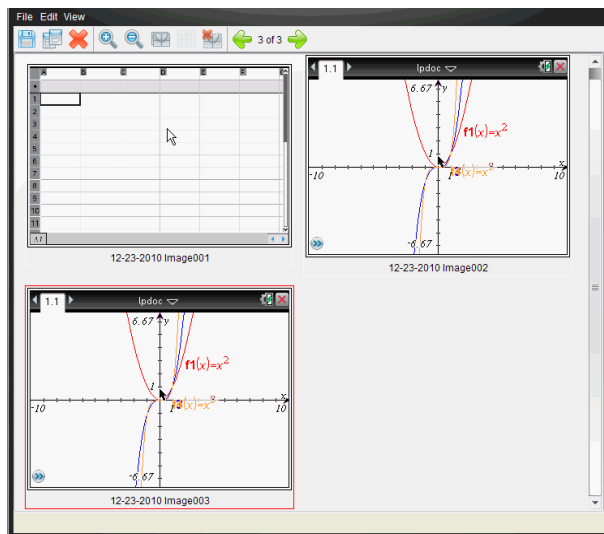 File Edit View
3 of 3
A B C D E F
◆
1
2
3
4
5
6
7
8
9
10
11
A1
12-23-2010 Image001
1.1 lpdoc
6.67 y
f1(x)=x²
1
x
-10 1 10
-6.67
12-23-2010 Image002
1.1 lpdoc
6.67 y
f1(x)=x²
1
x
-10 1 10
-6.67
12-23-2010 Image003